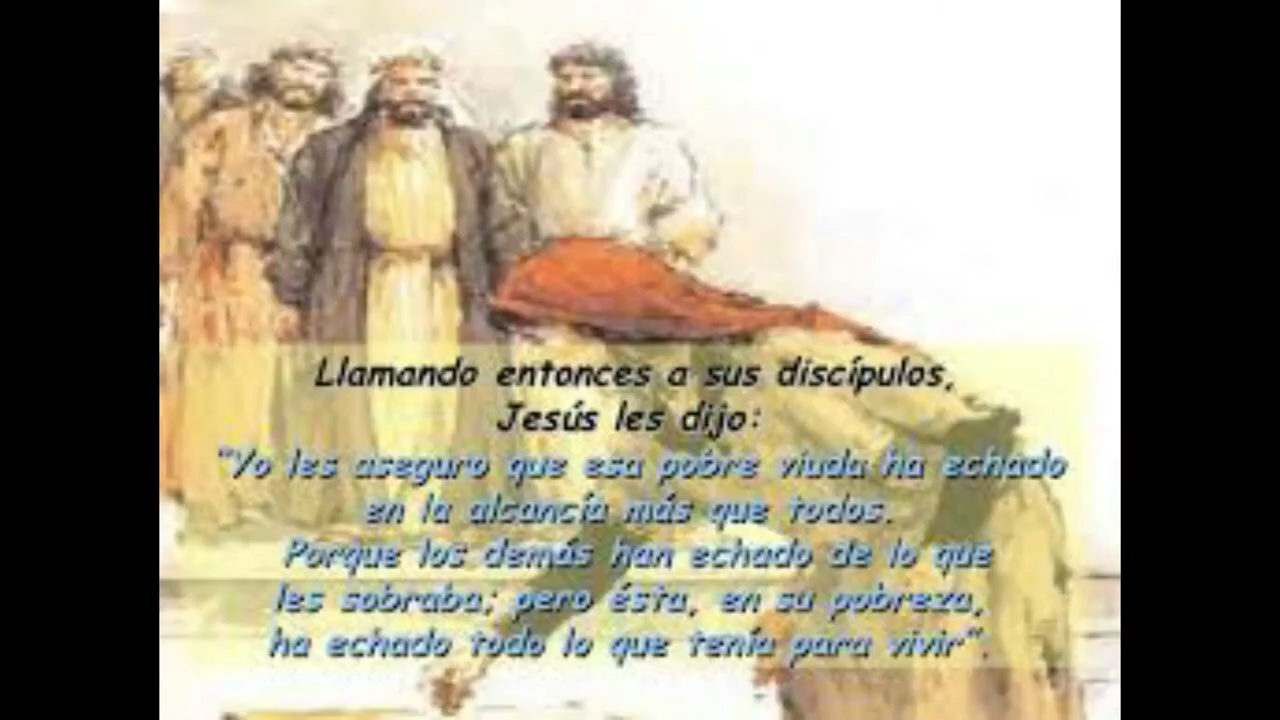 Llamando entonces a sus discípulos,
Jesús les dijo:
"Yo les aseguro que esa pobre viuda ha echado
en la alcancía más que todos.
Porque los demás han echado de lo que
les sobraba; pero ésta, en su pobreza,
ha echado todo lo que tenía para vivir".